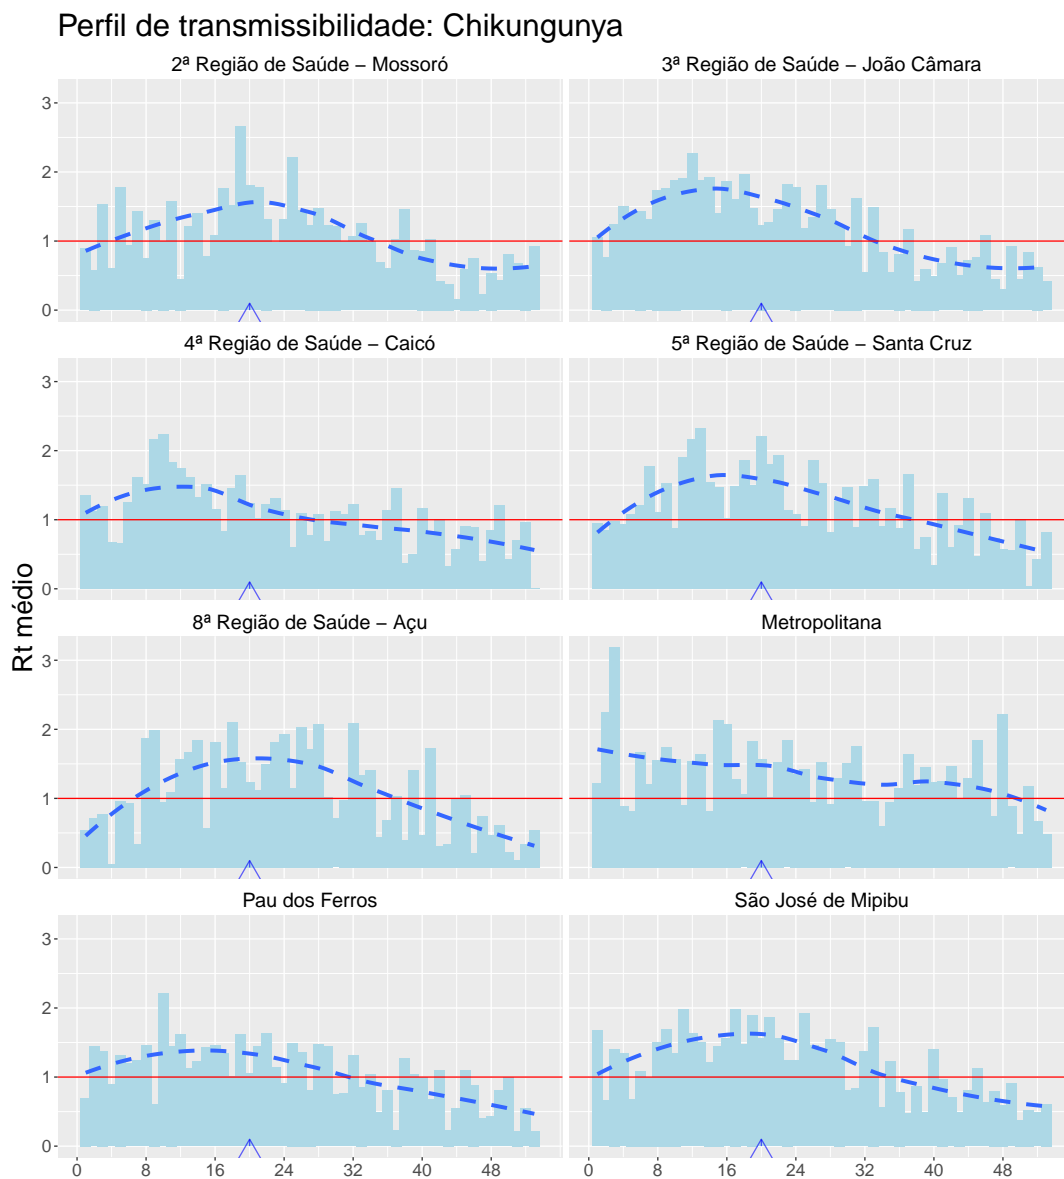 Perfil de transmissibilidade: Chikungunya
2ª Região de Saúde – Mossoró
3ª Região de Saúde – João Câmara
3
2
1
0
4ª Região de Saúde – Caicó
5ª Região de Saúde – Santa Cruz
3
2
1
0
Rt médio
8ª Região de Saúde – Açu
Metropolitana
3
2
1
0
Pau dos Ferros
São José de Mipibu
3
2
1
0
0 8 16 24 32 40 48
0 8 16 24 32 40 48